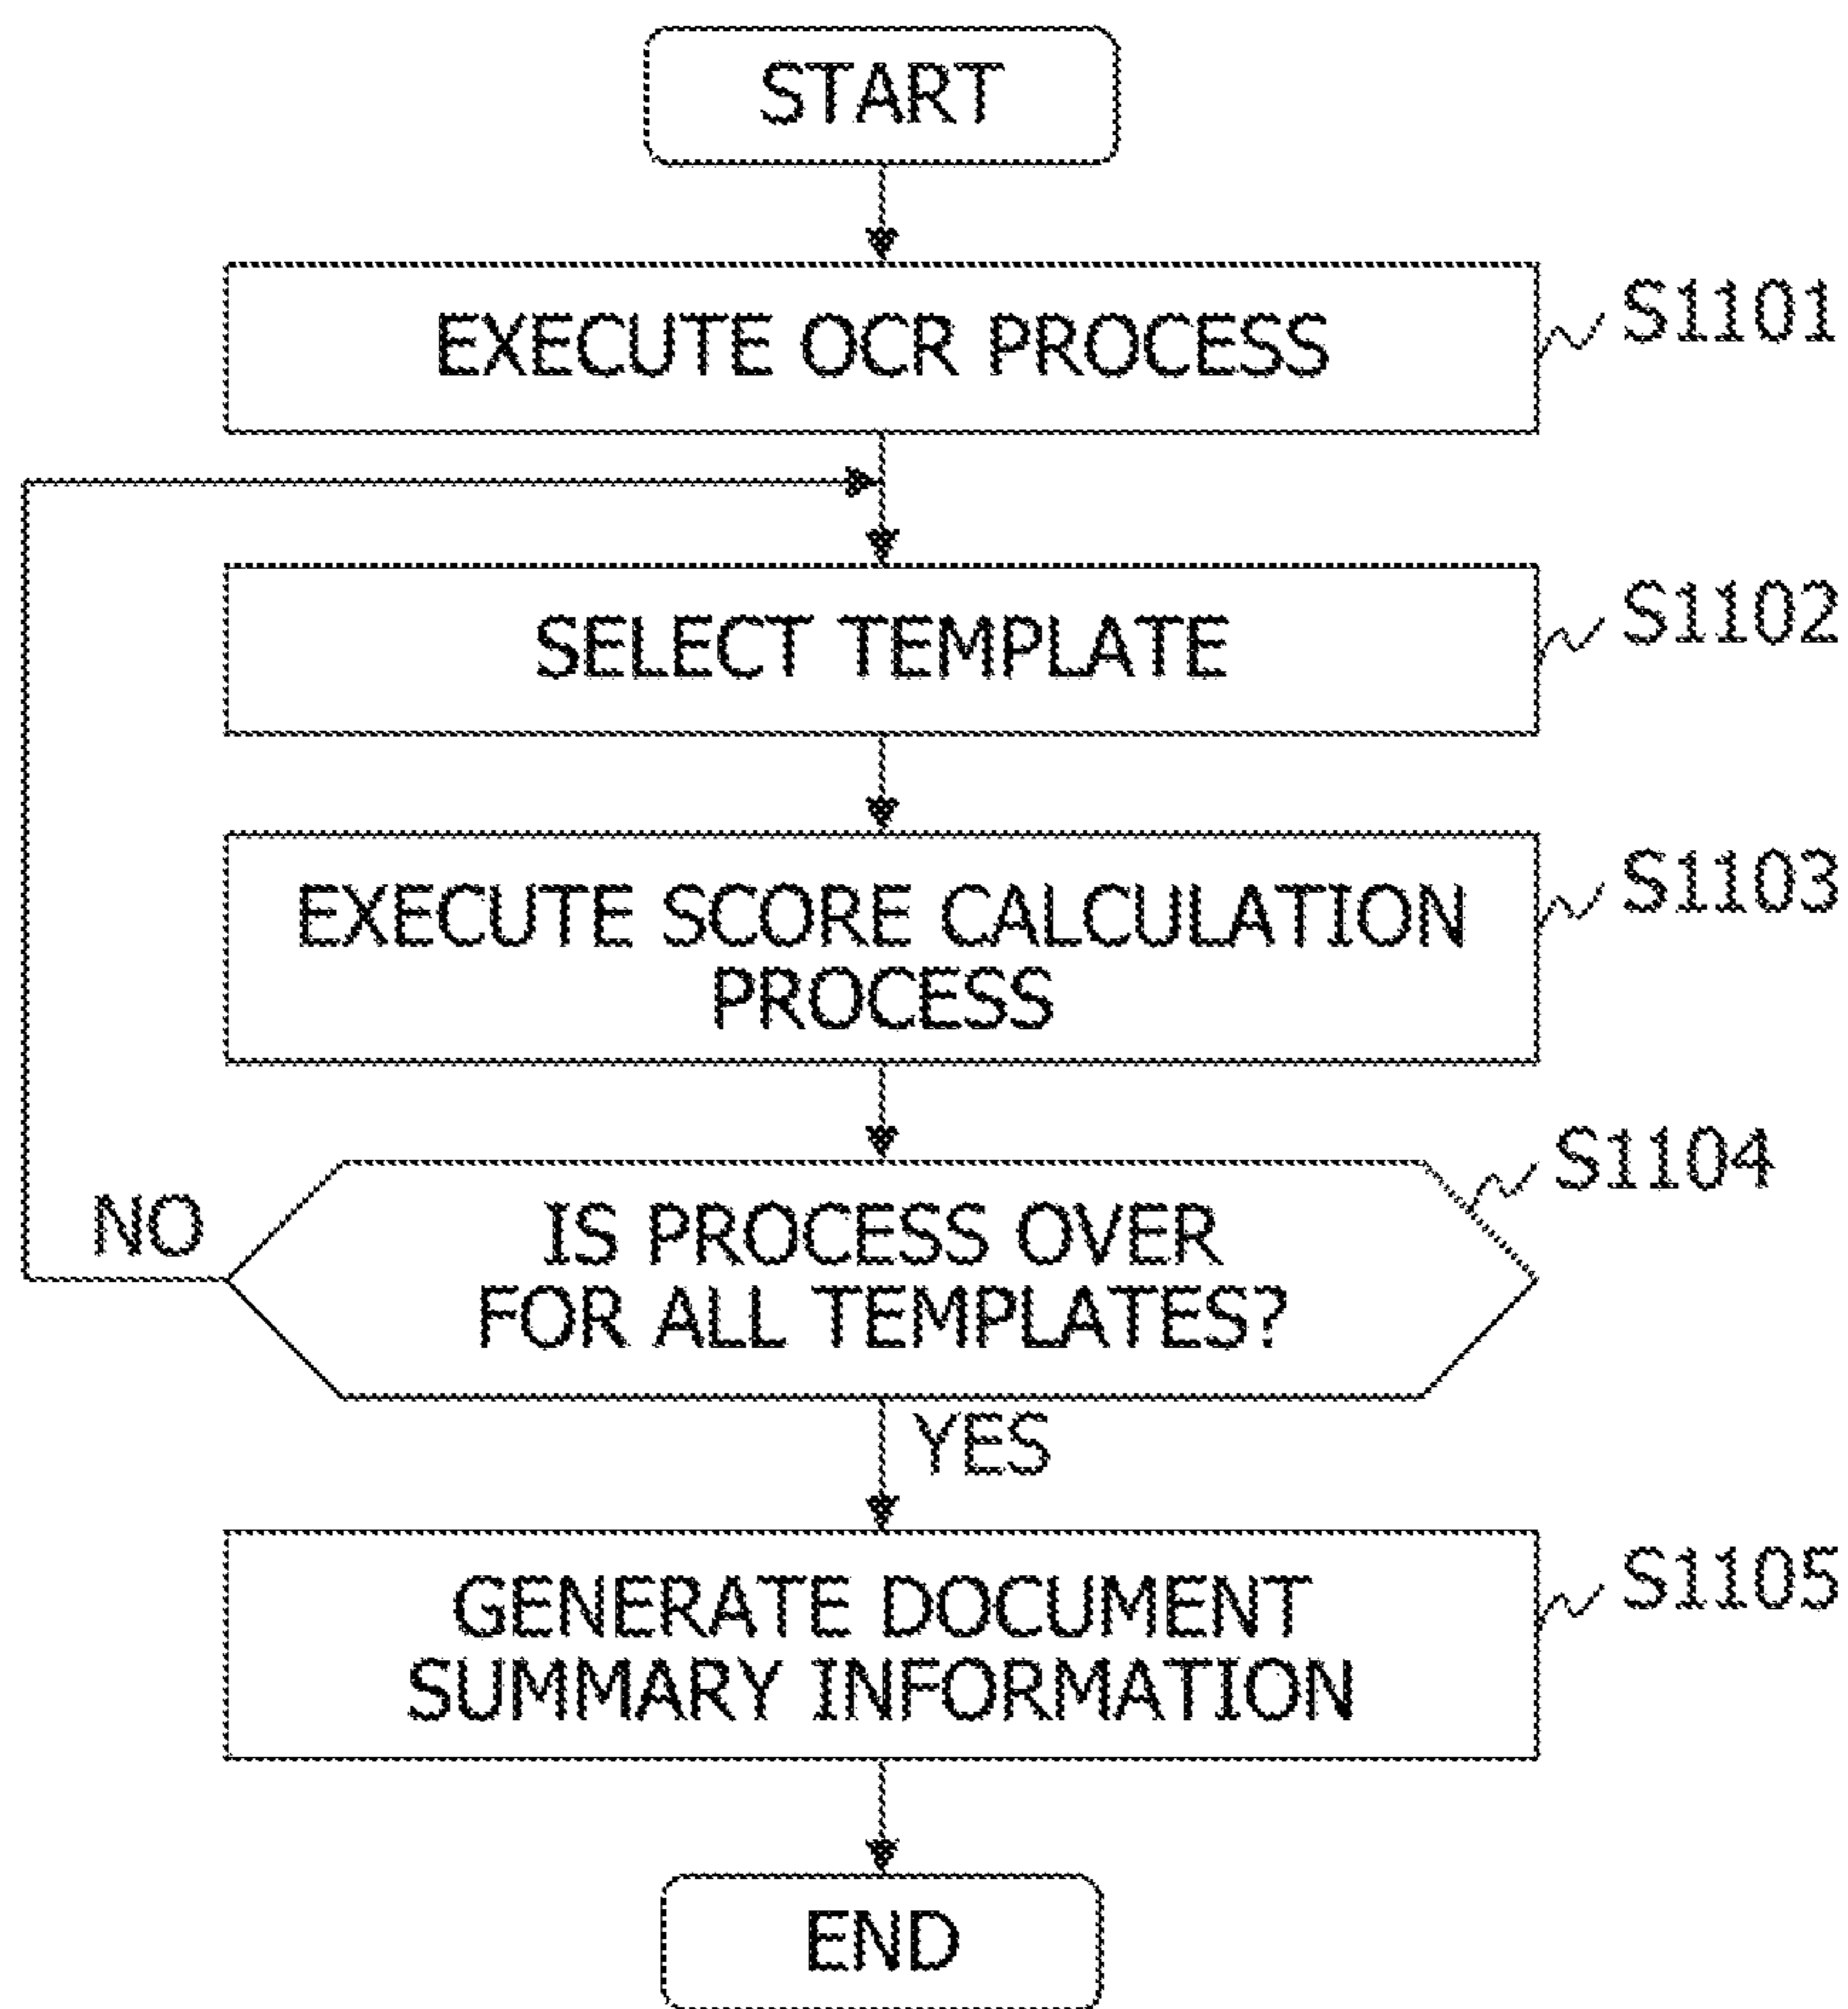 START
EXECUTE OCR PROCESS
S1101
SELECT TEMPLATE
S1102
EXECUTE SCORE CALCULATION
PROCESS
S1103
IS PROCESS OVER
FOR ALL TEMPLATES?
S1104
NO
YES
GENERATE DOCUMENT
SUMMARY INFORMATION
S1105
END